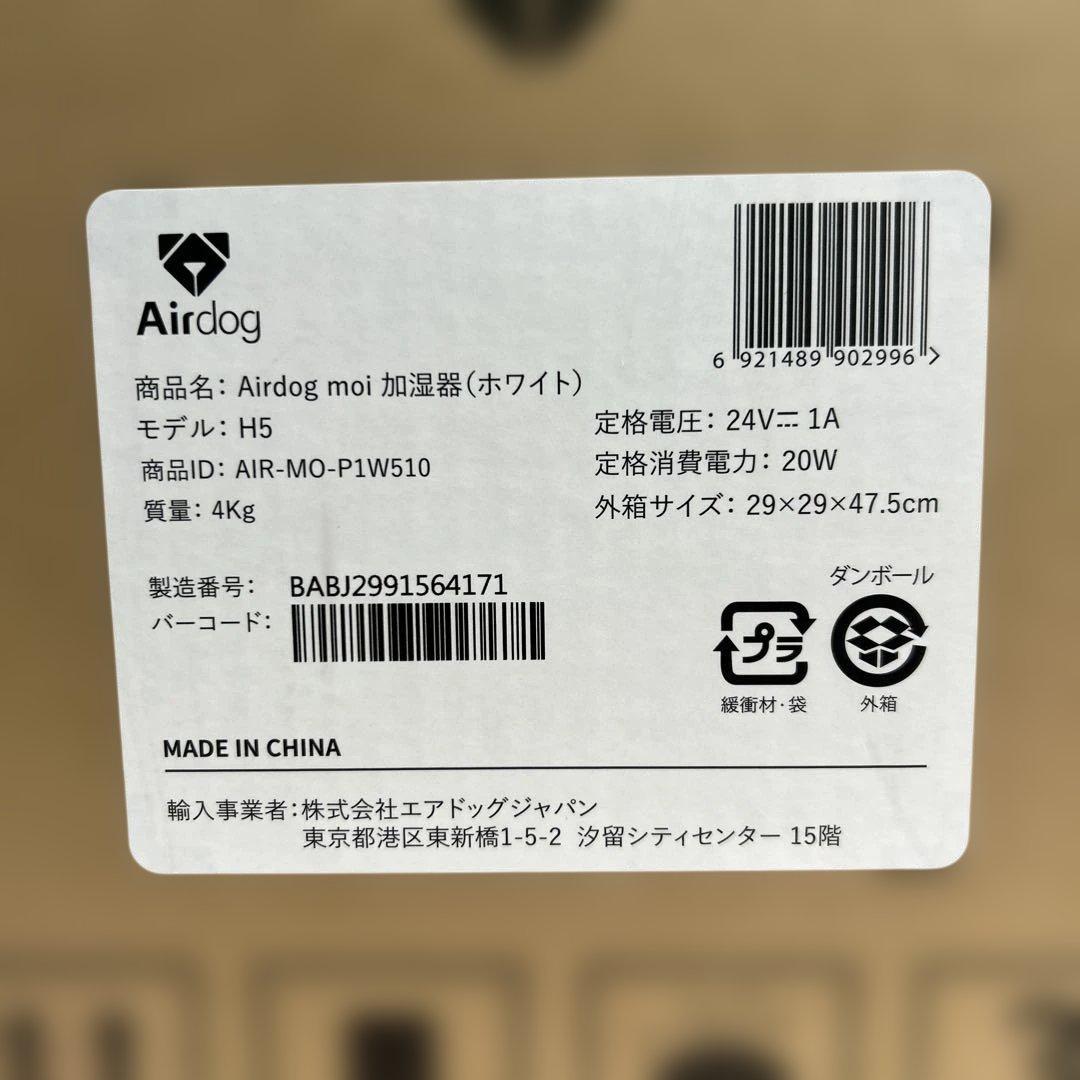 Airdog
6 921489 902996 >
商品名： Airdog moi 加湿器（ホワイト）
モデル： H5
商品ID： AIR-MO-P1W510
質量： 4Kg
定格電圧： 24V⎓ 1A
定格消費電力： 20W
外箱サイズ： 29×29×47.5cm
製造番号： BABJ2991564171
バーコード：
ダンボール
プラ
緩衝材・袋
外箱
MADE IN CHINA
輸入事業者：株式会社エアドッグジャパン
東京都港区東新橋1-5-2 汐留シティセンター 15階